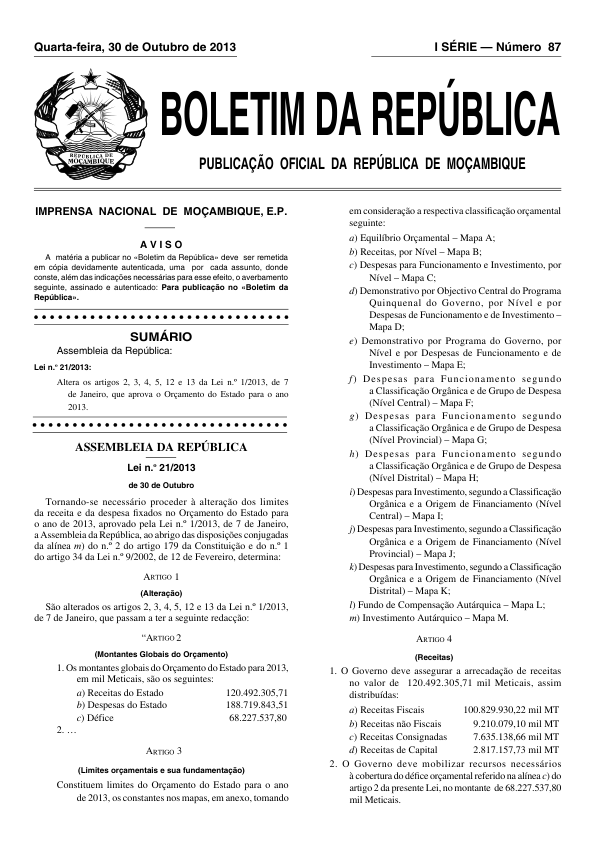 Quarta-feira, 30 de Outubro de 2013
I SÉRIE — Número 87
REPÚBLICA DE
MOÇAMBIQUE
BOLETIM DA REPÚBLICA
PUBLICAÇÃO OFICIAL DA REPÚBLICA DE MOÇAMBIQUE
IMPRENSA NACIONAL DE MOÇAMBIQUE, E.P.
A V I S O
A matéria a publicar no «Boletim da República» deve ser remetida
em cópia devidamente autenticada, uma por cada assunto, donde
conste, além das indicações necessárias para esse efeito, o averbamento
seguinte, assinado e autenticado: Para publicação no «Boletim da
República».
SUMÁRIO
Assembleia da República:
Lei n.° 21/2013:
Altera os artigos 2, 3, 4, 5, 12 e 13 da Lei n.º 1/2013, de 7
de Janeiro, que aprova o Orçamento do Estado para o ano
2013.
ASSEMBLEIA DA REPÚBLICA
Lei n.° 21/2013
de 30 de Outubro
Tornando-se necessário proceder à alteração dos limites
da receita e da despesa fixados no Orçamento do Estado para
o ano de 2013, aprovado pela Lei n.º 1/2013, de 7 de Janeiro,
a Assembleia da República, ao abrigo das disposições conjugadas
da alínea m) do n.º 2 do artigo 179 da Constituição e do n.º 1
do artigo 34 da Lei n.º 9/2002, de 12 de Fevereiro, determina:
ARTIGO 1
(Alteração)
São alterados os artigos 2, 3, 4, 5, 12 e 13 da Lei n.º 1/2013,
de 7 de Janeiro, que passam a ter a seguinte redacção:
“ARTIGO 2
(Montantes Globais do Orçamento)
1. Os montantes globais do Orçamento do Estado para 2013,
em mil Meticais, são os seguintes:
a) Receitas do Estado 120.492.305,71
b) Despesas do Estado 188.719.843,51
c) Défice 68.227.537,80
2. …
ARTIGO 3
(Limites orçamentais e sua fundamentação)
Constituem limites do Orçamento do Estado para o ano
de 2013, os constantes nos mapas, em anexo, tomando
em consideração a respectiva classificação orçamental
seguinte:
a) Equilíbrio Orçamental – Mapa A;
b) Receitas, por Nível – Mapa B;
c) Despesas para Funcionamento e Investimento, por
Nível – Mapa C;
d) Demonstrativo por Objectivo Central do Programa
Quinquenal do Governo, por Nível e por
Despesas de Funcionamento e de Investimento –
Mapa D;
e) Demonstrativo por Programa do Governo, por
Nível e por Despesas de Funcionamento e de
Investimento – Mapa E;
f) Despesas para Funcionamento segundo
a Classificação Orgânica e de Grupo de Despesa
(Nível Central) – Mapa F;
g) Despesas para Funcionamento segundo
a Classificação Orgânica e de Grupo de Despesa
(Nível Provincial) – Mapa G;
h) Despesas para Funcionamento segundo
a Classificação Orgânica e de Grupo de Despesa
(Nível Distrital) – Mapa H;
i) Despesas para Investimento, segundo a Classificação
Orgânica e a Origem de Financiamento (Nível
Central) – Mapa I;
j) Despesas para Investimento, segundo a Classificação
Orgânica e a Origem de Financiamento (Nível
Provincial) – Mapa J;
k) Despesas para Investimento, segundo a Classificação
Orgânica e a Origem de Financiamento (Nível
Distrital) – Mapa K;
l) Fundo de Compensação Autárquica – Mapa L;
m) Investimento Autárquico – Mapa M.
ARTIGO 4
(Receitas)
1. O Governo deve assegurar a arrecadação de receitas
no valor de 120.492.305,71 mil Meticais, assim
distribuídas:
a) Receitas Fiscais 100.829.930,22 mil MT
b) Receitas não Fiscais 9.210.079,10 mil MT
c) Receitas Consignadas 7.635.138,66 mil MT
d) Receitas de Capital 2.817.157,73 mil MT
2. O Governo deve mobilizar recursos necessários
à cobertura do défice orçamental referido na alínea c) do
artigo 2 da presente Lei, no montante de 68.227.537,80
mil Meticais.